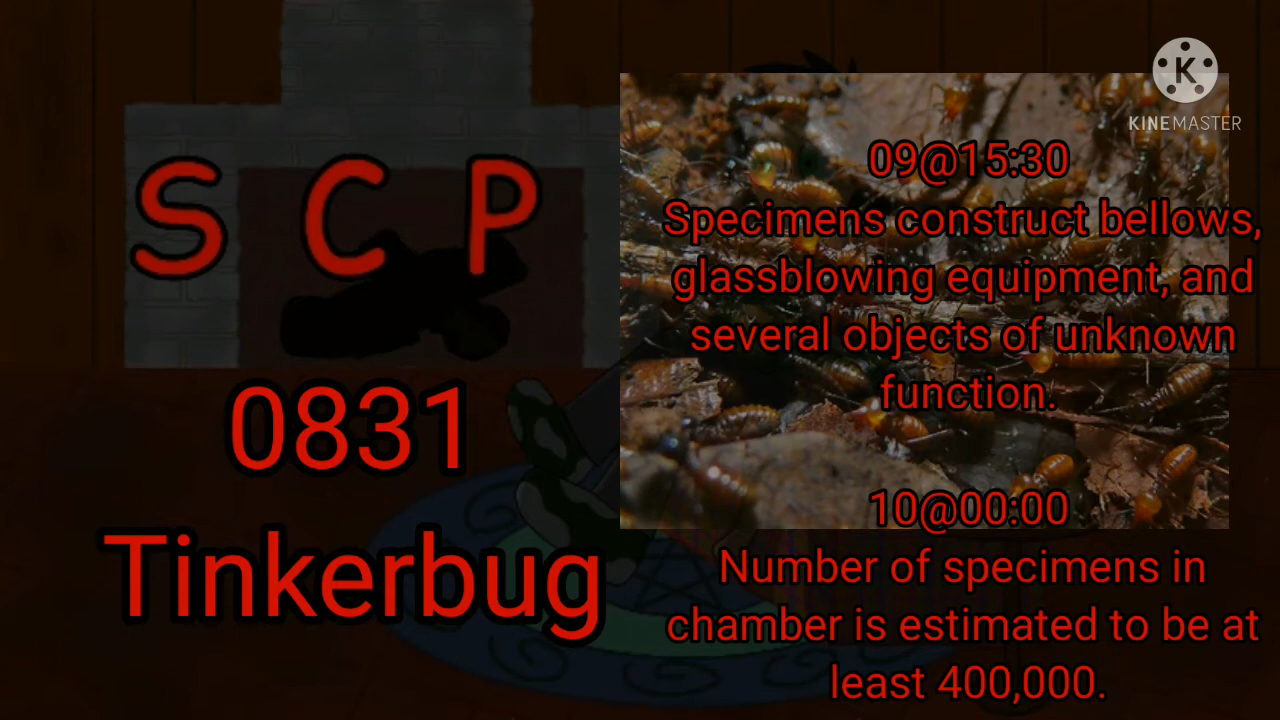 S C P
0831
Tinkerbug
KINEMASTER
09@15:30
Specimens construct bellows,
glassblowing equipment, and
several objects of unknown
function.
10@00:00
Number of specimens in
chamber is estimated to be at
least 400,000.